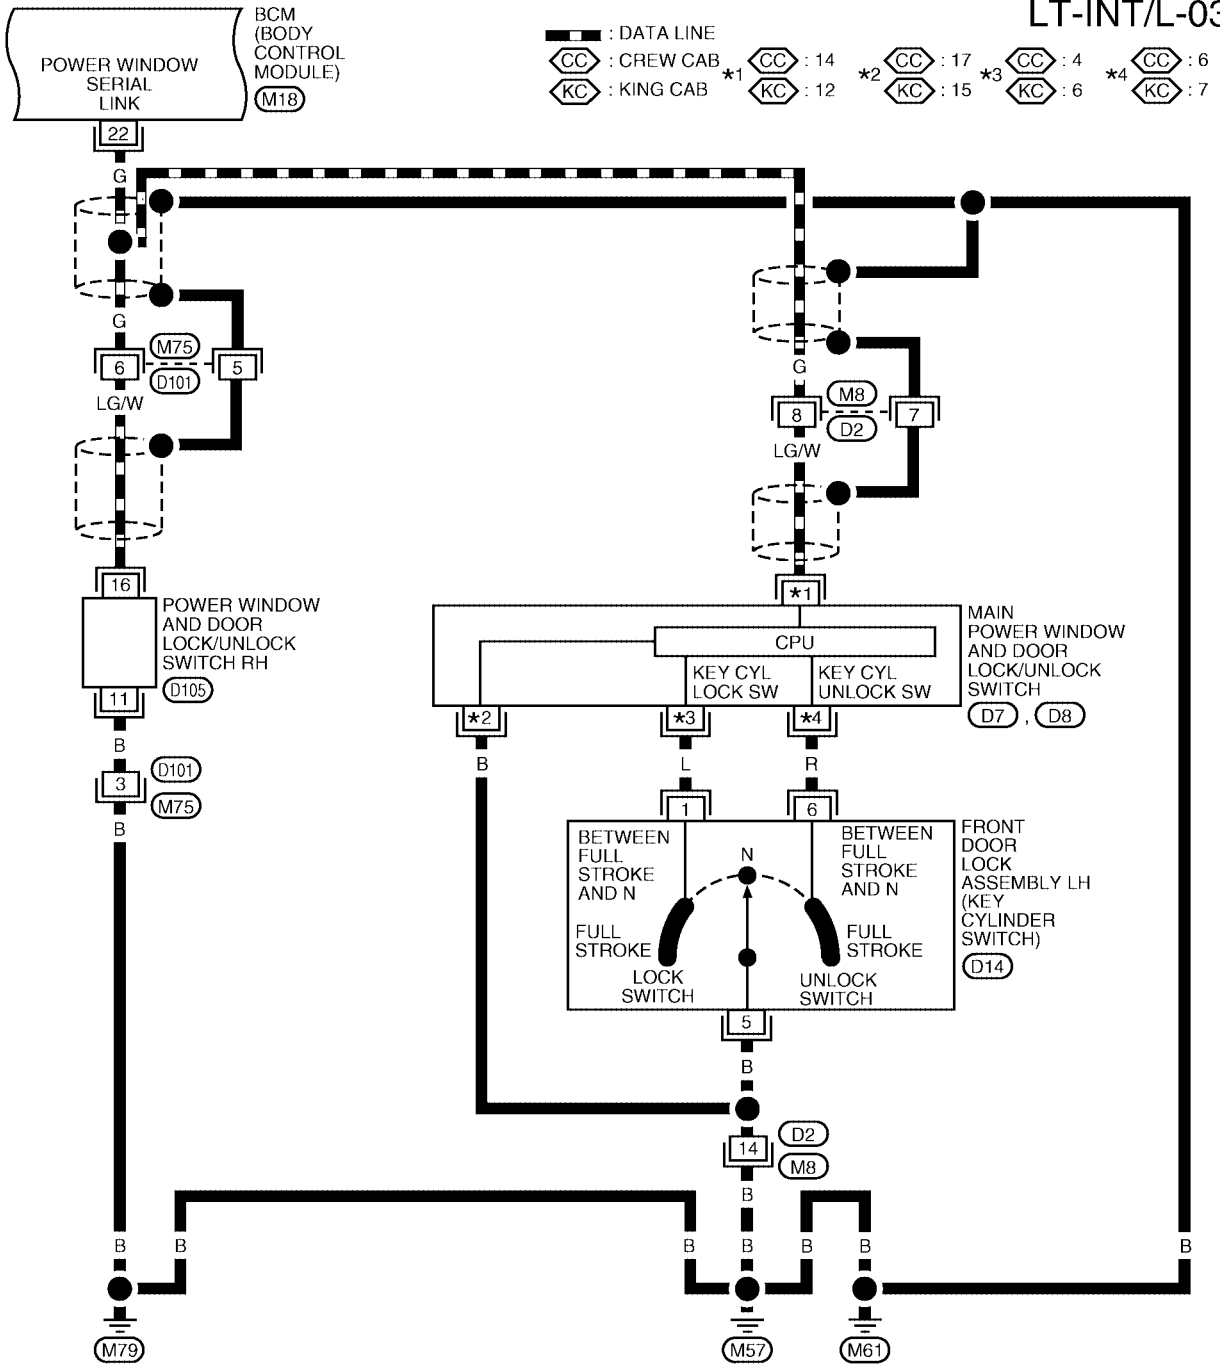 LT-INT/L-03
BCM
(BODY
CONTROL
MODULE)
M18
POWER WINDOW
SERIAL
LINK
22
: DATA LINE
CC : CREW CAB
KC : KING CAB
*1 CC : 14
KC : 12
*2 CC : 17
KC : 15
*3 CC : 4
KC : 6
*4 CC : 6
KC : 7
G
G
6
M75
D101
5
LG/W
G
8
M8
D2
7
LG/W
16
POWER WINDOW
AND DOOR
LOCK/UNLOCK
SWITCH RH
D105
11
B
3
D101
M75
B
*1
CPU
KEY CYL
LOCK SW
KEY CYL
UNLOCK SW
MAIN
POWER WINDOW
AND DOOR
LOCK/UNLOCK
SWITCH
D7 , D8
*2
*3
*4
B
L
R
1
6
BETWEEN
FULL
STROKE
AND N
N
BETWEEN
FULL
STROKE
AND N
FULL
STROKE
FULL
STROKE
LOCK
SWITCH
UNLOCK
SWITCH
FRONT
DOOR
LOCK
ASSEMBLY LH
(KEY
CYLINDER
SWITCH)
D14
5
B
14
D2
M8
B
B
B
B
B
B
B
B
M79
M57
M61